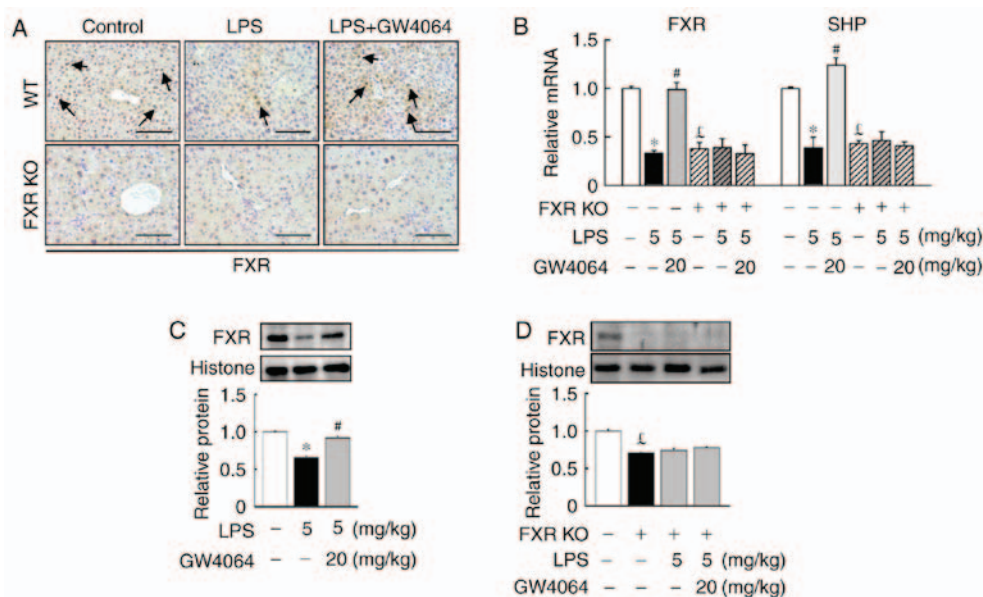 A
Control LPS LPS+GW4064
WT
FXR KO
FXR
B
FXR SHP
Relative mRNA
1.5
1.0
0.5
0
* # £ * # £
FXR KO – – – + + + – – – + + +
LPS – 5 5 – 5 5 – 5 5 – 5 5 (mg/kg)
GW4064 – – 20 – – 20 – – 20 – – 20 (mg/kg)
C
FXR
Histone
Relative protein
1.5
1.0
0.5
0
* #
LPS – 5 5 (mg/kg)
GW4064 – – 20 (mg/kg)
D
FXR
Histone
Relative protein
1.5
1.0
0.5
0
£
FXR KO – + + +
LPS – – 5 5 (mg/kg)
GW4064 – – – 20 (mg/kg)